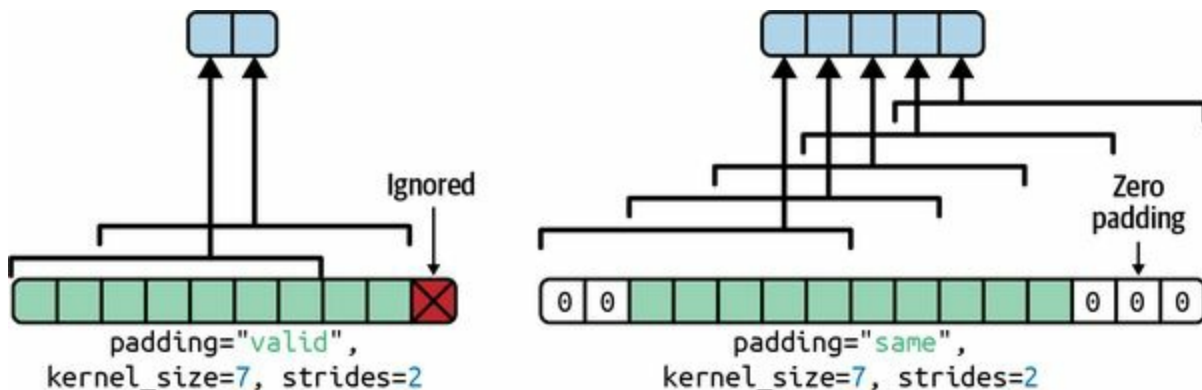 Ignored
padding="valid",
kernel_size=7, strides=2
Zero
padding
0 0 0 0 0
padding="same",
kernel_size=7, strides=2